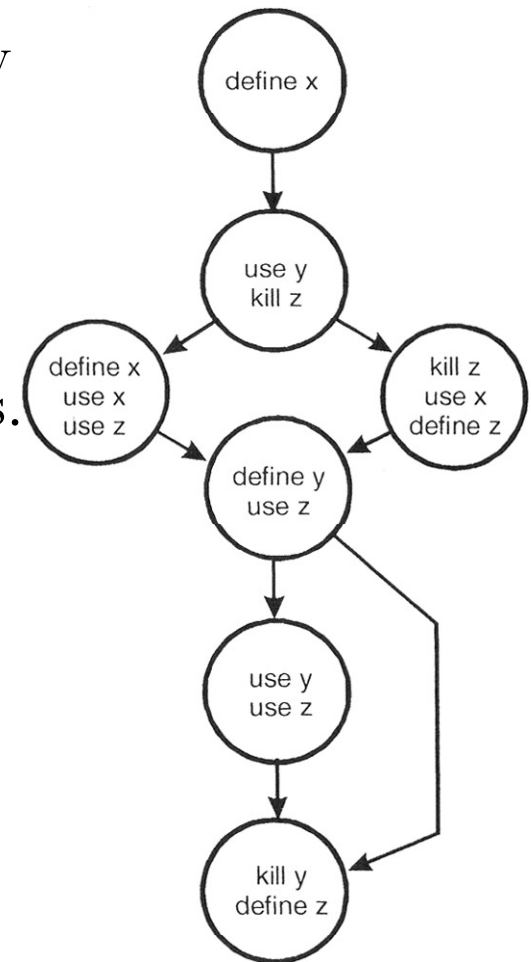 y
define x
use y
kill z
define x
use x
use z
kill z
use x
define z
s.
define y
use z
use y
use z
kill y
define z